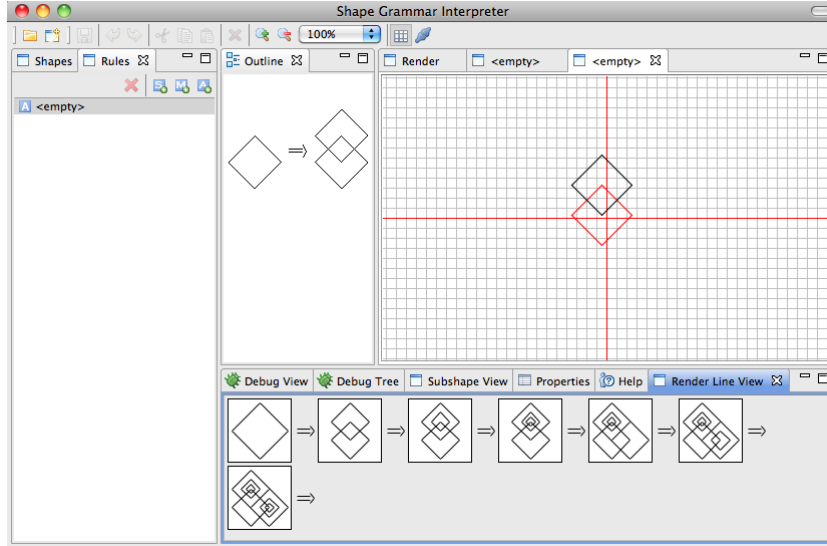 Shape Grammar Interpreter
100%
Shapes Rules
A <empty>
Outline
Render <empty> <empty>
Debug View Debug Tree Subshape View Properties Help Render Line View